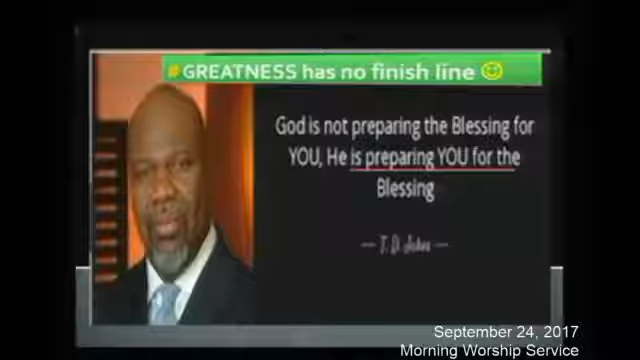 #GREATNESS has no finish line
God is not preparing the Blessing for
YOU, He is preparing YOU for the
Blessing
— T. D. Jakes —
September 24, 2017
Morning Worship Service